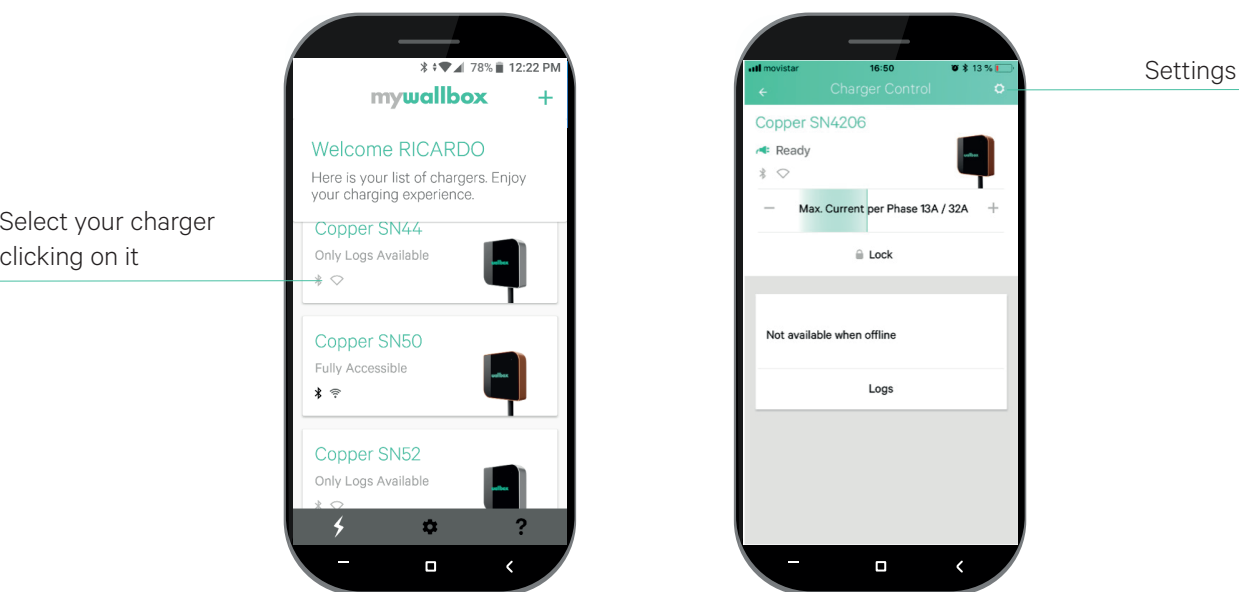 Select your charger
clicking on it
78% 12:22 PM
mywallbox +
Welcome RICARDO
Here is your list of chargers. Enjoy
your charging experience.
Copper SN44
Only Logs Available
wallbox
Copper SN50
Fully Accessible
wallbox
Copper SN52
Only Logs Available
wallbox
?
movistar 16:50 13 %
Charger Control
Settings
Copper SN4206
Ready
wallbox
− Max. Current per Phase 13A / 32A +
Lock
Not available when offline
Logs